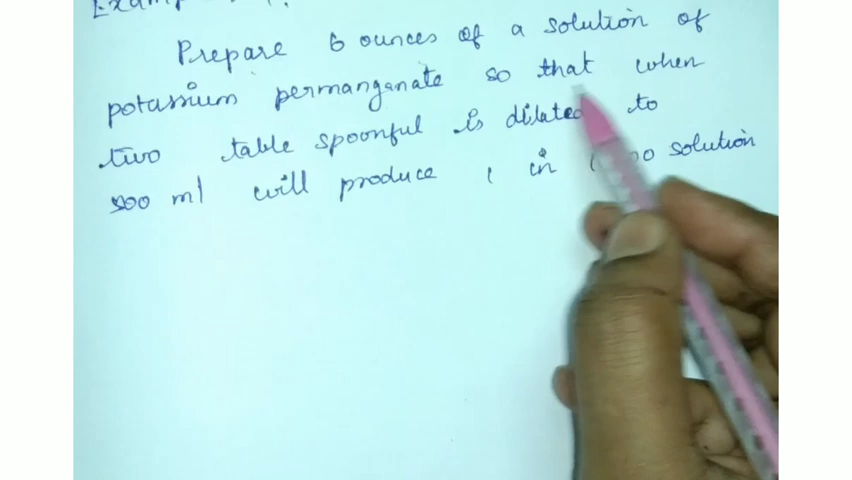 Prepare 6 ounces of a solution of
potassium permanganate so that when
two table spoonful is diluted to
500 ml will produce 1 in solution